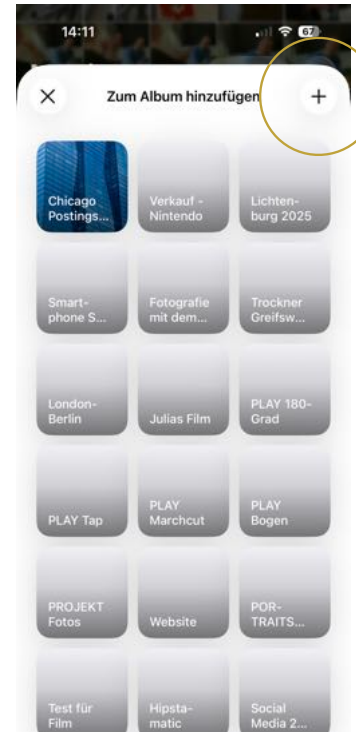 14:11
67
Zum Album hinzufügen
Chicago
Postings...
Verkauf -
Nintendo
Lichten-
burg 2025
Smart-
phone S...
Fotografie
mit dem...
Trockner
Greifsw...
London-
Berlin
Julias Film
PLAY 180-
Grad
PLAY Tap
PLAY
Marchcut
PLAY
Bogen
PROJEKT
Fotos
Website
POR-
TRAITS...
Test für
Film
Hipsta-
matic
Social
Media 2...